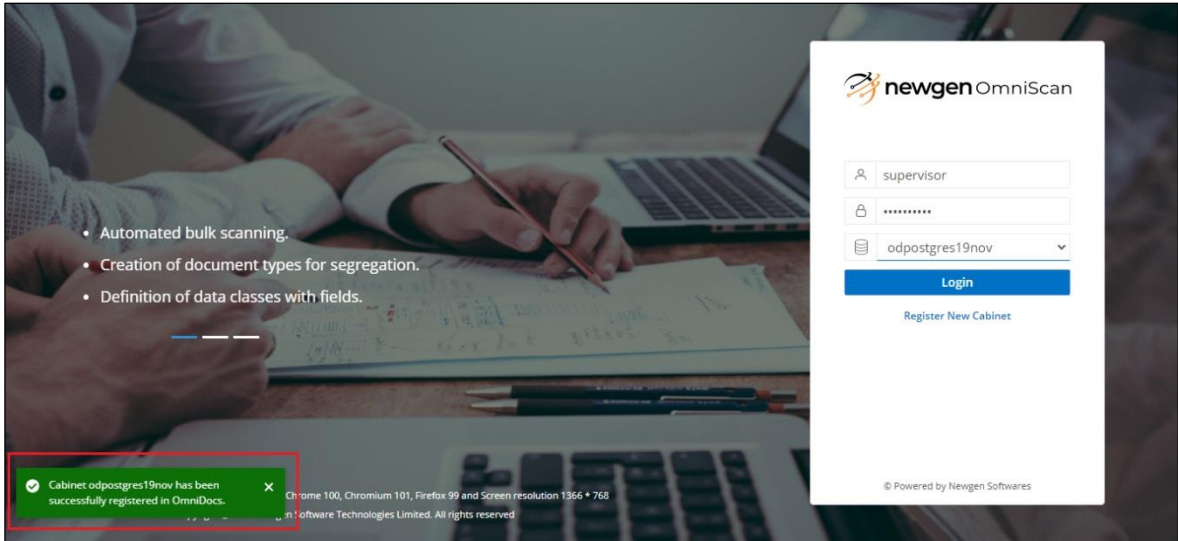 newgen OmniScan
supervisor
••••••••••
odpostgres19nov
Login
Register New Cabinet
© Powered by Newgen Softwares
• Automated bulk scanning.
• Creation of document types for segregation.
• Definition of data classes with fields.
Cabinet odpostgres19nov has been
successfully registered in OmniDocs.
Chrome 100, Chromium 101, Firefox 99 and Screen resolution 1366 * 768
Software Technologies Limited. All rights reserved